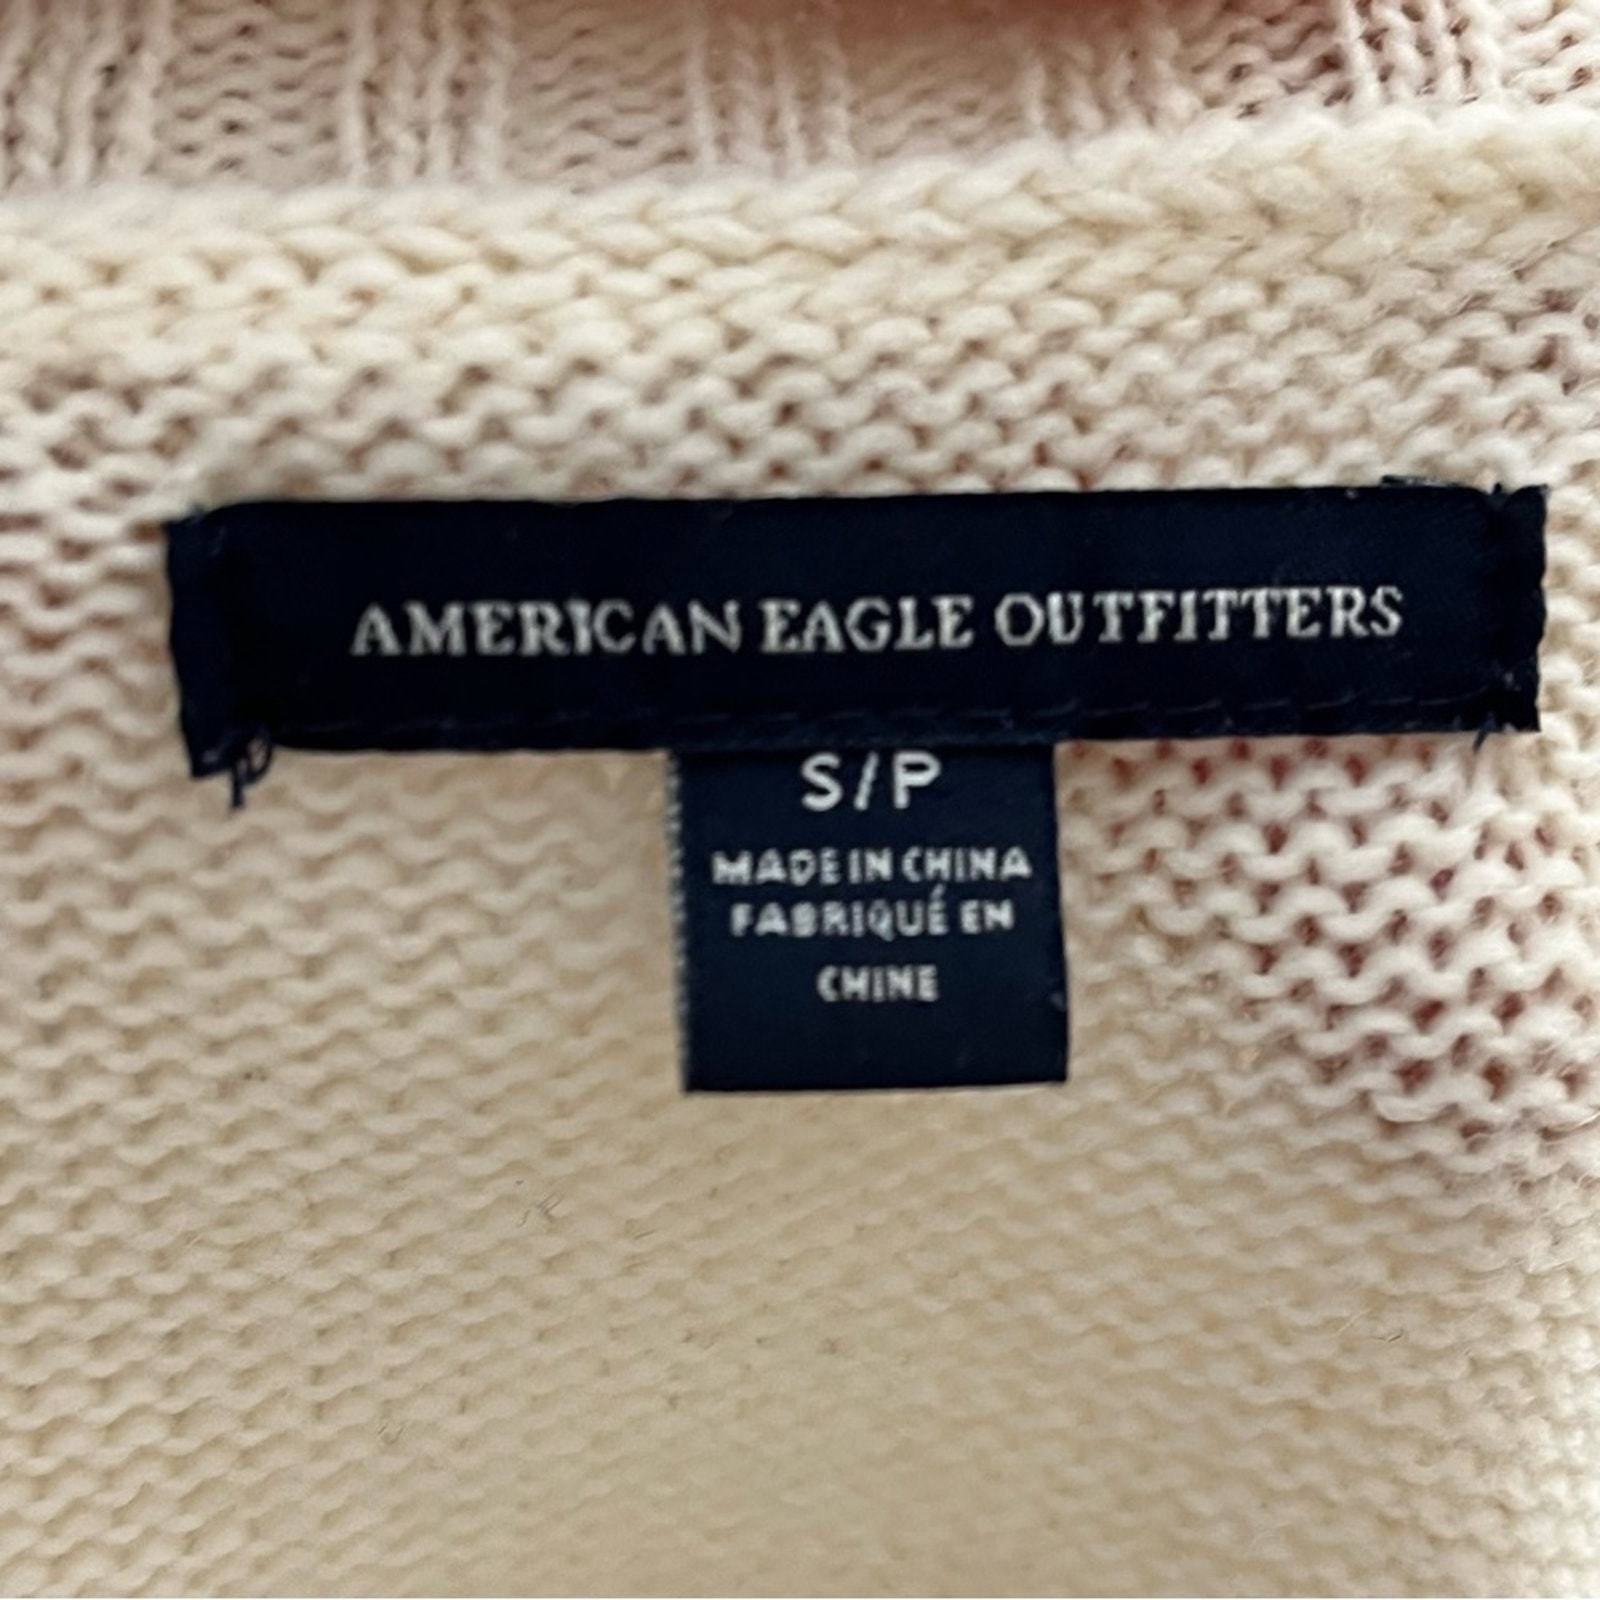 AMERICAN EAGLE OUTFITTERS
S/P
MADE IN CHINA
FABRIQUÉ EN
CHINE